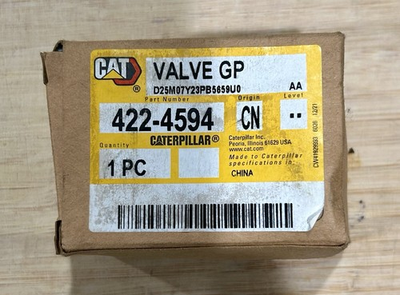 CAT ®
VALVE GP
D25M07Y23PB5659U0
AA
Part Number
Origin
Level
422-4594
CN
--
CATERPILLAR®
Caterpillar Inc.
Peoria, Illinois 61629 USA
www.cat.com
Quantity
1 PC
Made to Caterpillar
specifications in:
CHINA